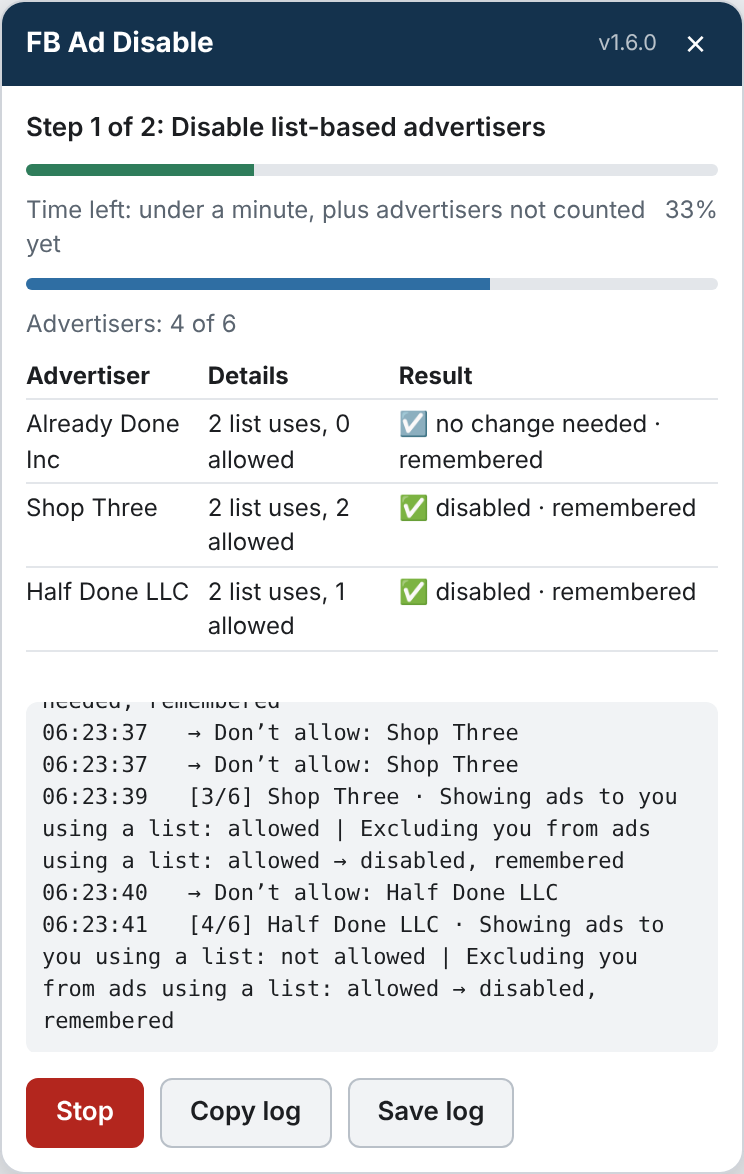 FB Ad Disable v1.6.0 ✕
Step 1 of 2: Disable list-based advertisers
Time left: under a minute, plus advertisers not counted 33%
yet
Advertisers: 4 of 6
Advertiser Details Result
Already Done 2 list uses, 0 ☑️ no change needed ·
Inc allowed remembered
Shop Three 2 list uses, 2 ✅ disabled · remembered
allowed
Half Done LLC 2 list uses, 1 ✅ disabled · remembered
allowed
needed, remembered
06:23:37 → Don’t allow: Shop Three
06:23:37 → Don’t allow: Shop Three
06:23:39 [3/6] Shop Three · Showing ads to you
using a list: allowed | Excluding you from ads
using a list: allowed → disabled, remembered
06:23:40 → Don’t allow: Half Done LLC
06:23:41 [4/6] Half Done LLC · Showing ads to
you using a list: not allowed | Excluding you
from ads using a list: allowed → disabled,
remembered
Stop Copy log Save log